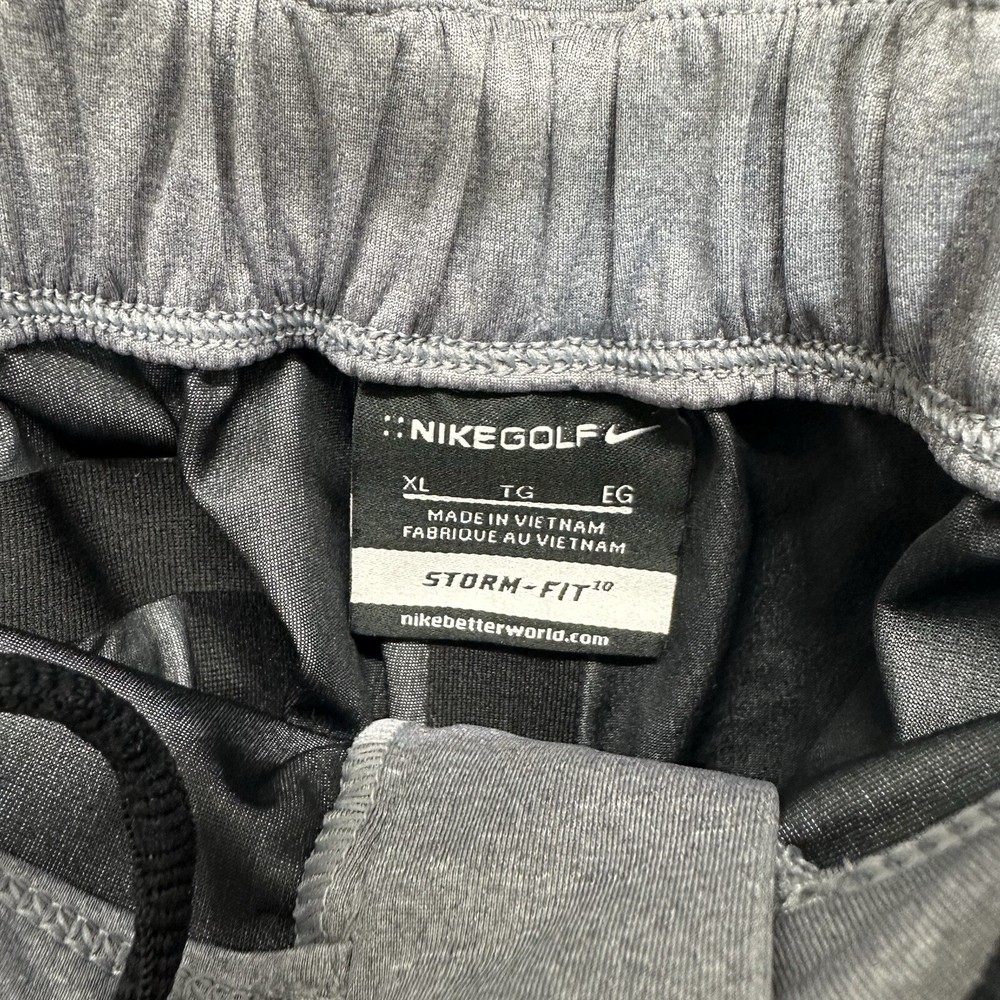 NIKEGOLF
XL TG EG
MADE IN VIETNAM
FABRIQUE AU VIETNAM
STORM-FIT¹⁰
nikebetterworld.com